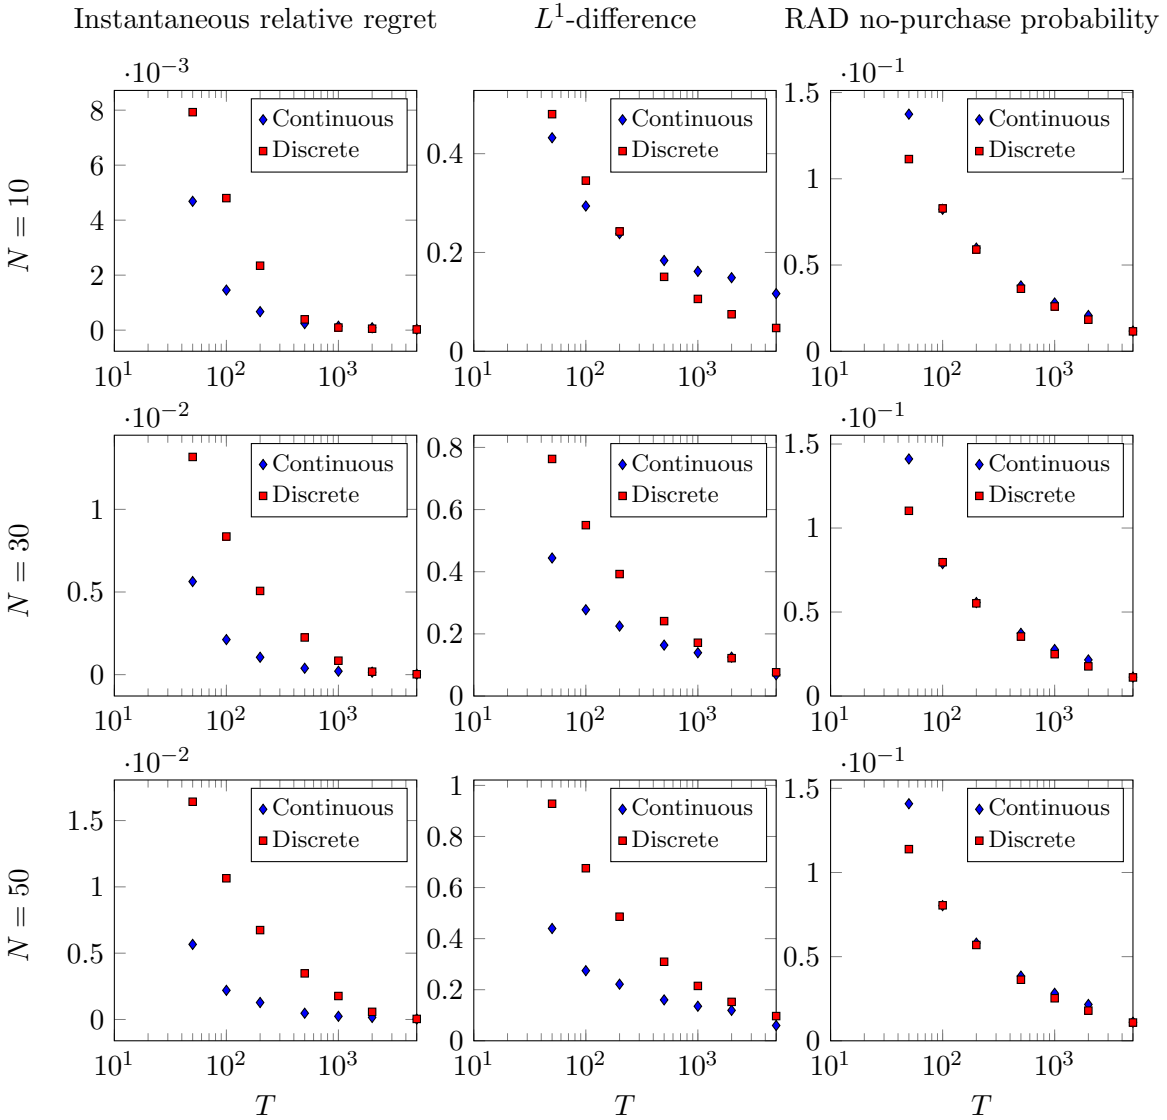 Instantaneous relative regret
L¹-difference
RAD no-purchase probability
N = 10
·10⁻³
8
6
4
2
0
10¹
10²
10³
Continuous
Discrete
0.4
0.2
0
10¹
10²
10³
Continuous
Discrete
·10⁻¹
1.5
1
0.5
0
10¹
10²
10³
Continuous
Discrete
N = 30
·10⁻²
1
0.5
0
10¹
10²
10³
Continuous
Discrete
0.8
0.6
0.4
0.2
0
10¹
10²
10³
Continuous
Discrete
·10⁻¹
1.5
1
0.5
0
10¹
10²
10³
Continuous
Discrete
N = 50
·10⁻²
1.5
1
0.5
0
10¹
10²
10³
T
Continuous
Discrete
1
0.8
0.6
0.4
0.2
0
10¹
10²
10³
T
Continuous
Discrete
·10⁻¹
1.5
1
0.5
0
10¹
10²
10³
T
Continuous
Discrete